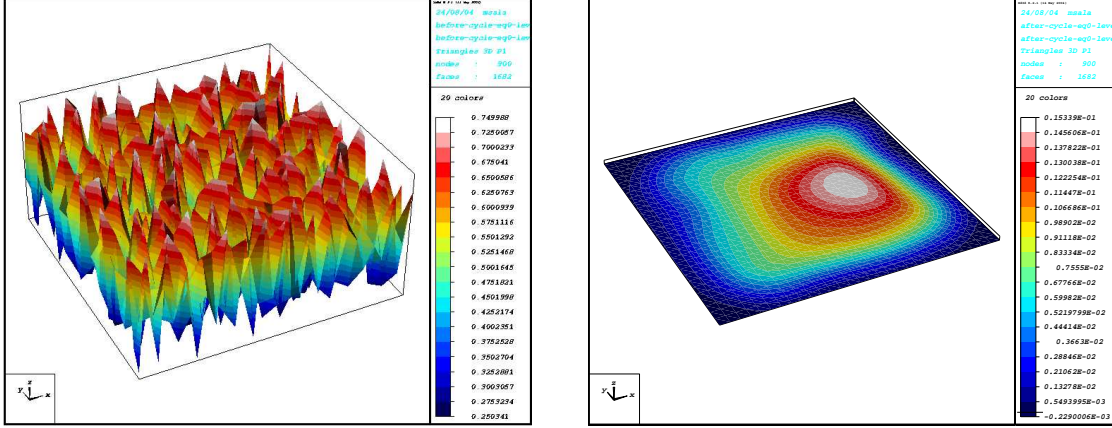 24/08/04 msala
before-cycle-eq0-lev
before-cycle-eq0-lev
Triangles 3D P1
nodes : 900
faces : 1682
20 colors
0.749988
0.7250057
0.7000233
0.675041
0.6500586
0.6250763
0.6000939
0.5751116
0.5501292
0.5251468
0.5001645
0.4751821
0.4501998
0.4252174
0.4002351
0.3752528
0.3502704
0.3252881
0.3003057
0.2753234
0.250341
z
y
x
24/08/04 msala
after-cycle-eq0-leve
after-cycle-eq0-leve
Triangles 3D P1
nodes : 900
faces : 1682
20 colors
0.15339E-01
0.145606E-01
0.137822E-01
0.130038E-01
0.122254E-01
0.11447E-01
0.106686E-01
0.98902E-02
0.91118E-02
0.83334E-02
0.7555E-02
0.67766E-02
0.59982E-02
0.5219799E-02
0.44414E-02
0.3663E-02
0.28846E-02
0.21062E-02
0.13278E-02
0.5493995E-03
-0.2290006E-03
z
y
x